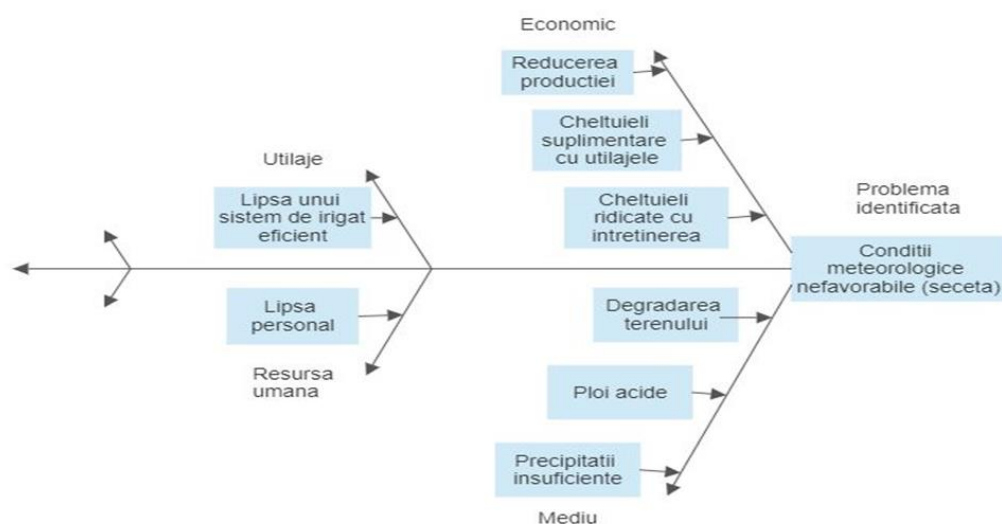 Economic
Reducerea
productiei
Cheltuieli
suplimentare
cu utilajele
Cheltuieli
ridicate cu
intretinerea
Utilaje
Lipsa unui
sistem de irigat
eficient
Problema
identificata
Conditii
meteorologice
nefavorabile (seceta)
Lipsa
personal
Resursa
umana
Degradarea
terenului
Ploi acide
Precipitatii
insuficiente
Mediu